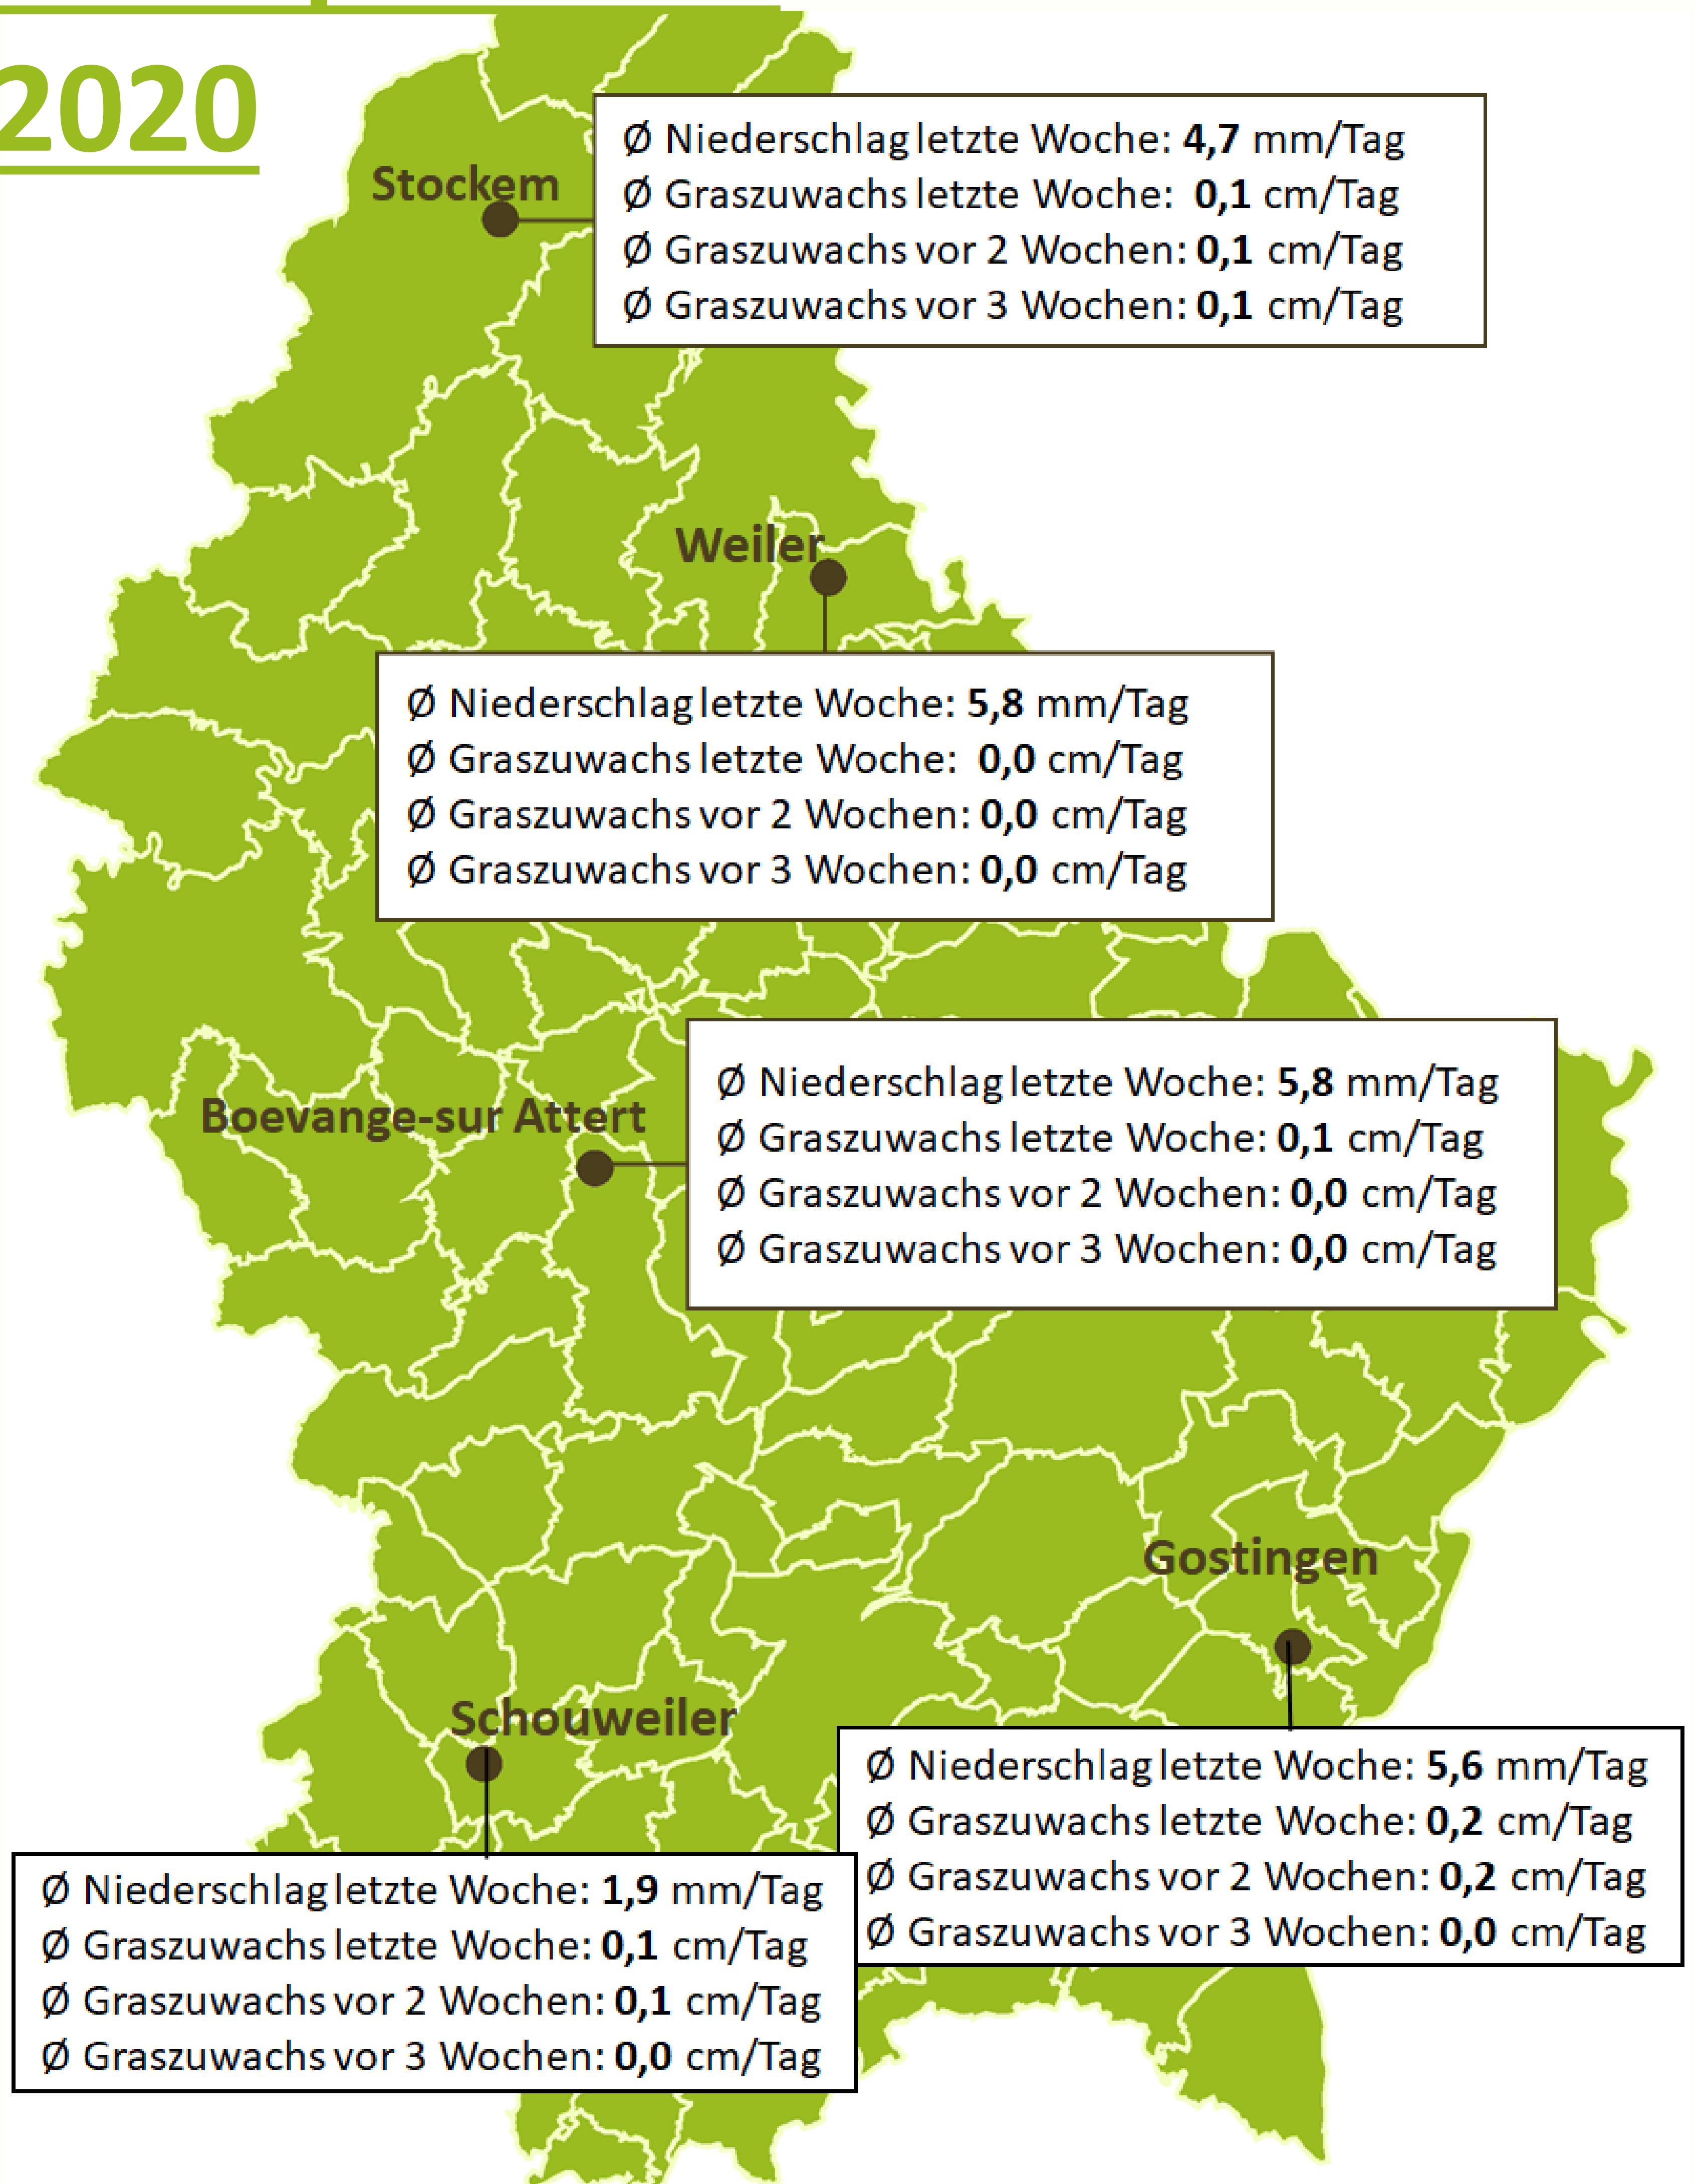 2020
Stockem
Ø Niederschlag letzte Woche: 4,7 mm/Tag
Ø Graszuwachs letzte Woche: 0,1 cm/Tag
Ø Graszuwachs vor 2 Wochen: 0,1 cm/Tag
Ø Graszuwachs vor 3 Wochen: 0,1 cm/Tag
Weiler
Ø Niederschlag letzte Woche: 5,8 mm/Tag
Ø Graszuwachs letzte Woche: 0,0 cm/Tag
Ø Graszuwachs vor 2 Wochen: 0,0 cm/Tag
Ø Graszuwachs vor 3 Wochen: 0,0 cm/Tag
Boevange-sur Attert
Ø Niederschlag letzte Woche: 5,8 mm/Tag
Ø Graszuwachs letzte Woche: 0,1 cm/Tag
Ø Graszuwachs vor 2 Wochen: 0,0 cm/Tag
Ø Graszuwachs vor 3 Wochen: 0,0 cm/Tag
Gostingen
Ø Niederschlag letzte Woche: 5,6 mm/Tag
Ø Graszuwachs letzte Woche: 0,2 cm/Tag
Ø Graszuwachs vor 2 Wochen: 0,2 cm/Tag
Ø Graszuwachs vor 3 Wochen: 0,0 cm/Tag
Schouweiler
Ø Niederschlag letzte Woche: 1,9 mm/Tag
Ø Graszuwachs letzte Woche: 0,1 cm/Tag
Ø Graszuwachs vor 2 Wochen: 0,1 cm/Tag
Ø Graszuwachs vor 3 Wochen: 0,0 cm/Tag